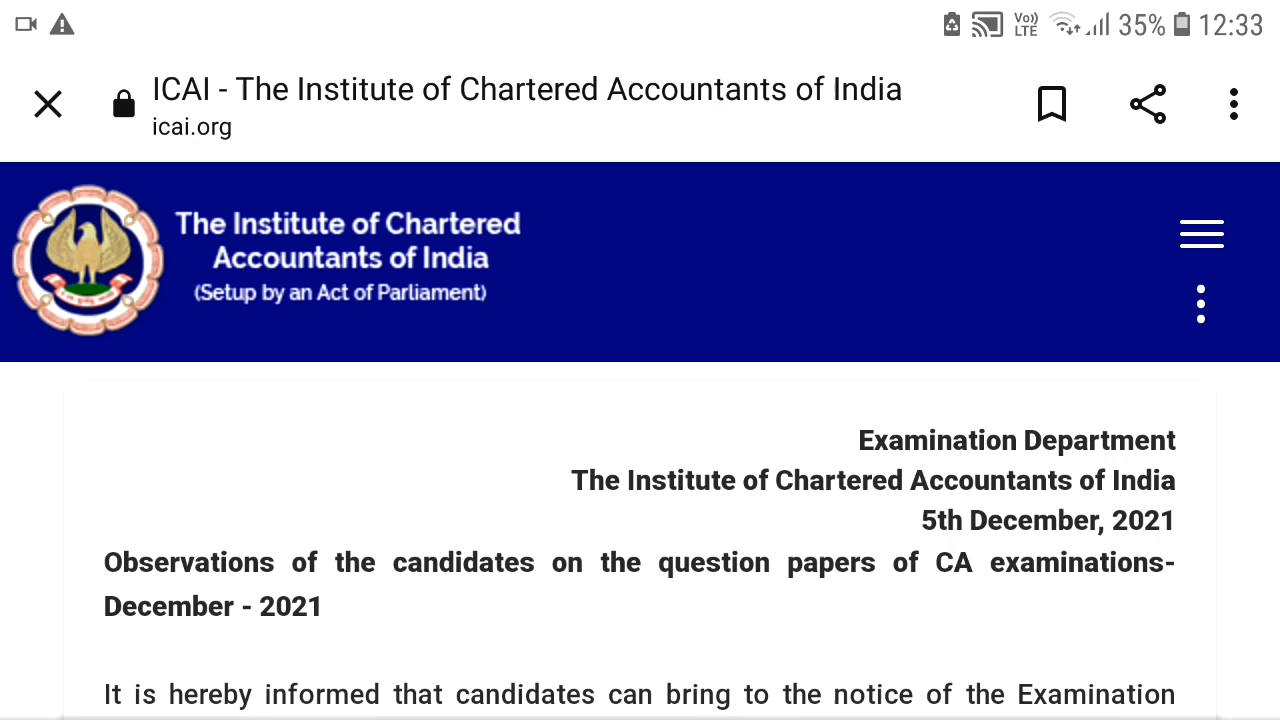 Vo)) LTE 35% 12:33
ICAI - The Institute of Chartered Accountants of India
icai.org
The Institute of Chartered
Accountants of India
(Setup by an Act of Parliament)
Examination Department
The Institute of Chartered Accountants of India
5th December, 2021
Observations of the candidates on the question papers of CA examinations-
December - 2021
It is hereby informed that candidates can bring to the notice of the Examination